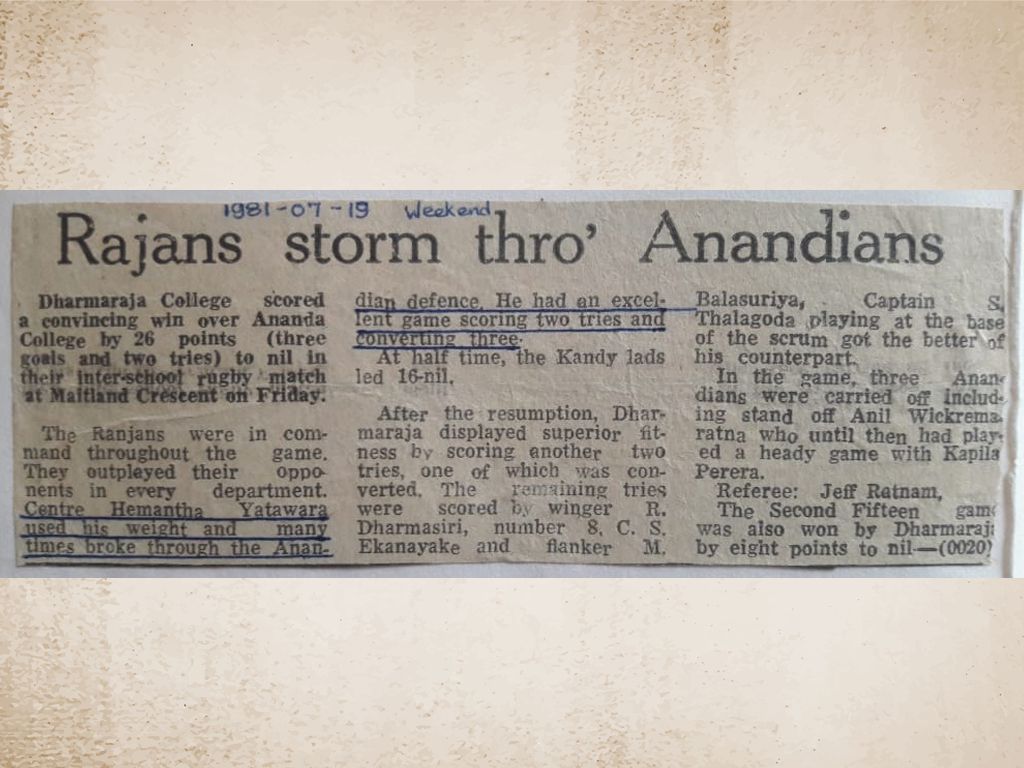 1981-07-19 Weekend
Rajans storm thro' Anandians
Dharmaraja College scored
a convincing win over Ananda
College by 26 points (three
goals and two tries) to nil in
their inter-school rugby match
at Maitland Crescent on Friday.
The Ranjans were in com-
mand throughout the game.
They outpleyed their oppo-
nents in every department.
Centre Hemantha Yatawara
used his weight and many
times broke through the Anan-
dian defence. He had an excel-
lent game scoring two tries and
converting three.
At half time, the Kandy lads
led 16-nil.
After the resumption, Dhar-
maraja displayed superior fit-
ness by scoring another two
tries, one of which was con-
verted. The remaining tries
were scored by winger R.
Dharmasiri, number 8, C. S.
Ekanayake and flanker M.
Balasuriya, Captain S.
Thalagoda playing at the base
of the scrum got the better of
his counterpart.
In the game, three Anan-
dians were carried off includ-
ing stand off Anil Wickrema-
ratna who until then had play-
ed a heady game with Kapila
Perera.
Referee: Jeff Ratnam,
The Second Fifteen game
was also won by Dharmaraja
by eight points to nil—(0020)